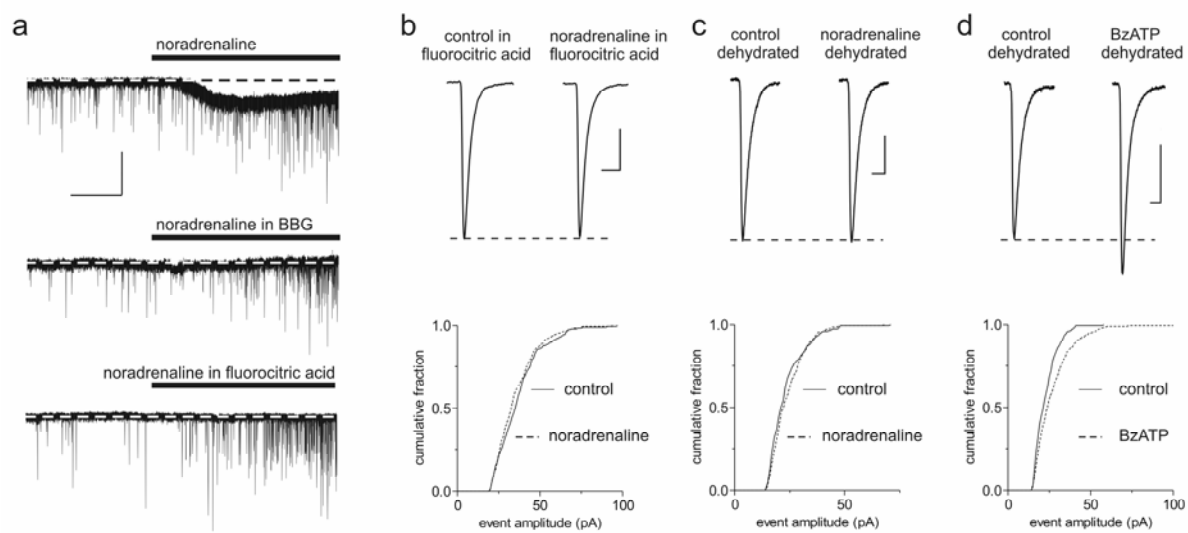 a
noradrenaline
noradrenaline in BBG
noradrenaline in fluorocitric acid
b
control in
fluorocitric acid
noradrenaline in
fluorocitric acid
cumulative fraction
1.0
0.5
0.0
control
noradrenaline
0
50
100
event amplitude (pA)
c
control
dehydrated
noradrenaline
dehydrated
cumulative fraction
1.0
0.5
0.0
control
noradrenaline
0
50
event amplitude (pA)
d
control
dehydrated
BzATP
dehydrated
cumulative fraction
1.0
0.5
0.0
control
BzATP
0
50
100
event amplitude (pA)